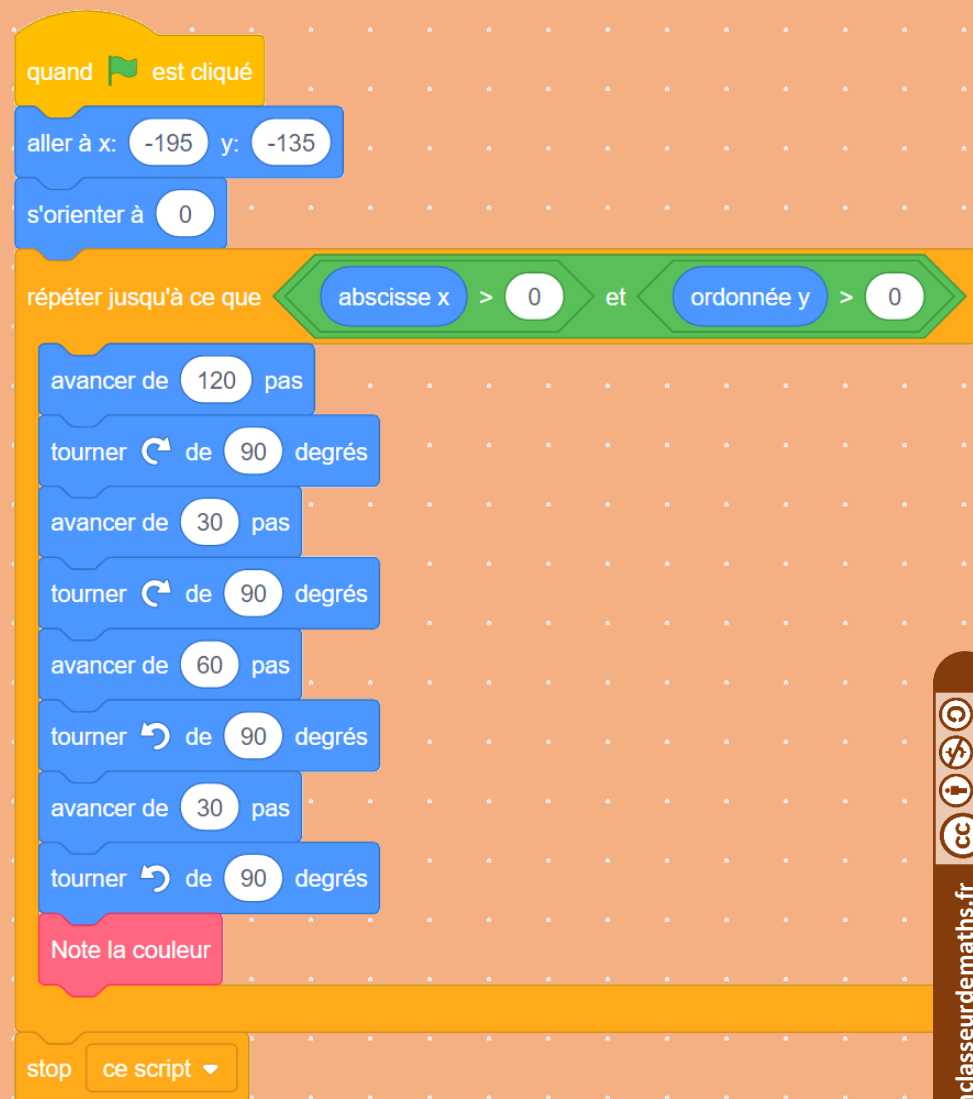 quand est cliqué
aller à x: -195 y: -135
s'orienter à 0
répéter jusqu'à ce que abscisse x > 0 et ordonnée y > 0
avancer de 120 pas
tourner de 90 degrés
avancer de 30 pas
tourner de 90 degrés
avancer de 60 pas
tourner de 90 degrés
avancer de 30 pas
tourner de 90 degrés
Note la couleur
stop ce script
cc
classeurdemaths.fr